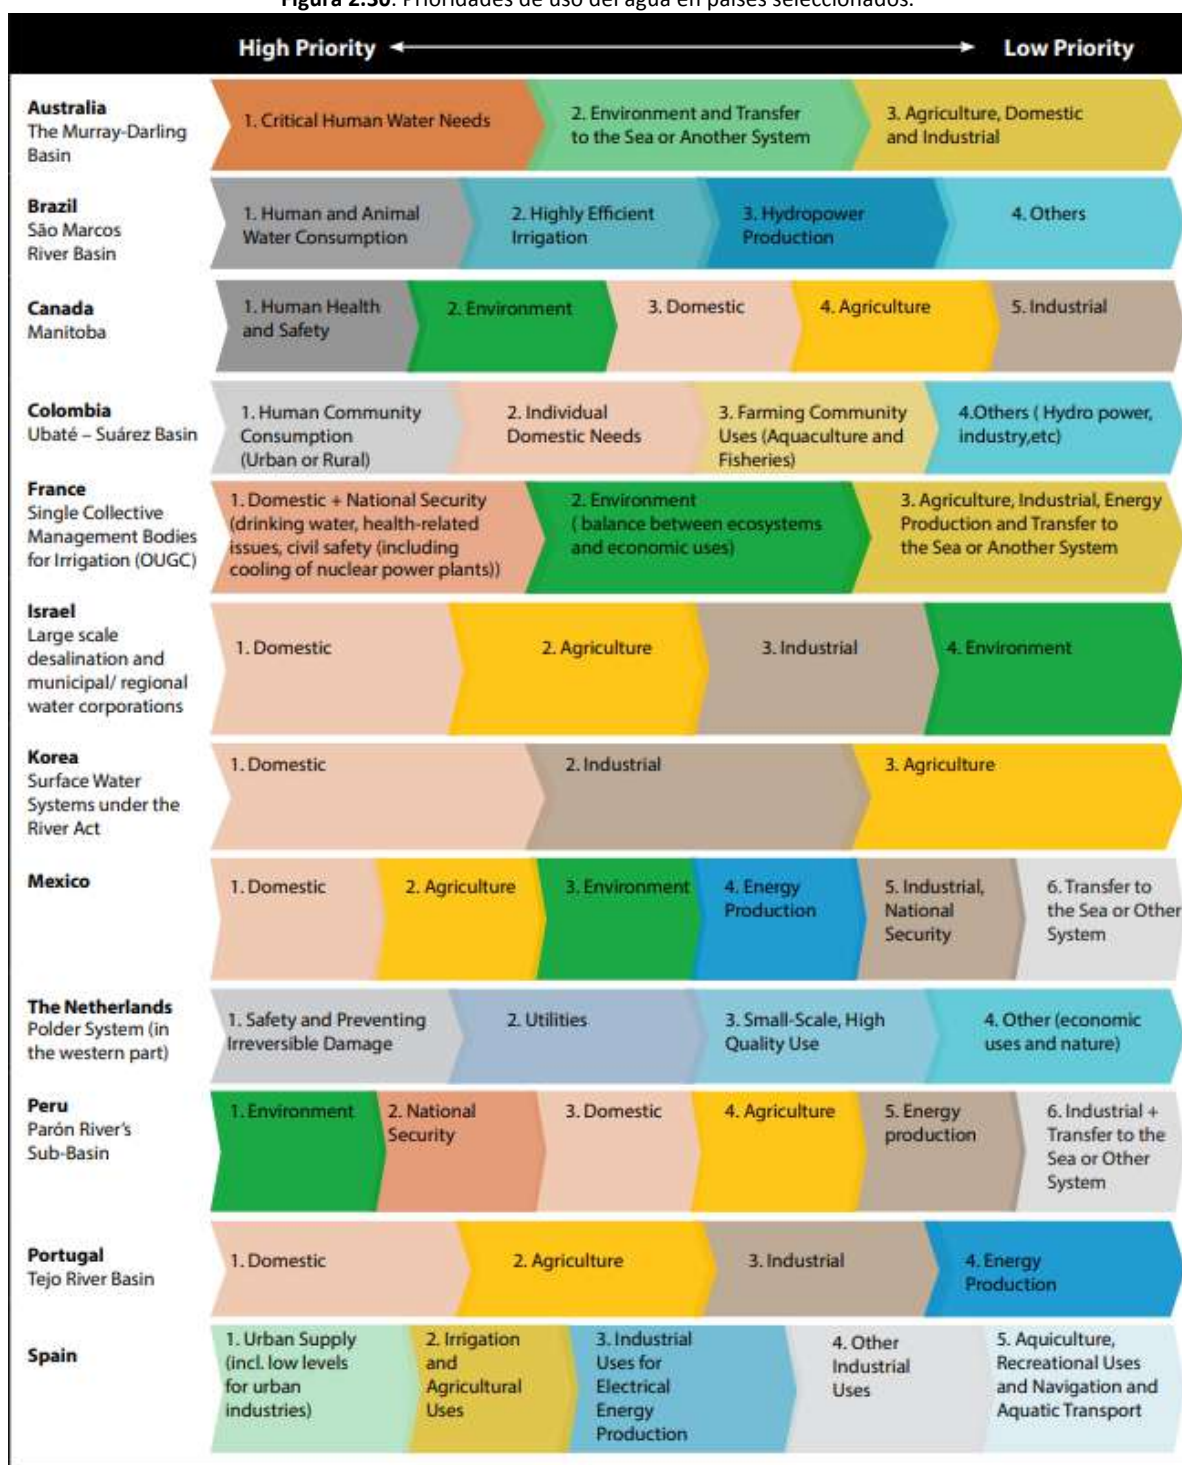 Figura 2.30. Prioridades de uso del agua en países seleccionados.
High Priority
Low Priority
Australia
The Murray-Darling
Basin
1. Critical Human Water Needs
2. Environment and Transfer
to the Sea or Another System
3. Agriculture, Domestic
and Industrial
Brazil
São Marcos
River Basin
1. Human and Animal
Water Consumption
2. Highly Efficient
Irrigation
3. Hydropower
Production
4. Others
Canada
Manitoba
1. Human Health
and Safety
2. Environment
3. Domestic
4. Agriculture
5. Industrial
Colombia
Ubaté – Suárez Basin
1. Human Community
Consumption
(Urban or Rural)
2. Individual
Domestic Needs
3. Farming Community
Uses (Aquaculture and
Fisheries)
4.Others ( Hydro power,
industry,etc)
France
Single Collective
Management Bodies
for Irrigation (OUGC)
1. Domestic + National Security
(drinking water, health-related
issues, civil safety (including
cooling of nuclear power plants))
2. Environment
( balance between ecosystems
and economic uses)
3. Agriculture, Industrial, Energy
Production and Transfer to
the Sea or Another System
Israel
Large scale
desalination and
municipal/ regional
water corporations
1. Domestic
2. Agriculture
3. Industrial
4. Environment
Korea
Surface Water
Systems under the
River Act
1. Domestic
2. Industrial
3. Agriculture
Mexico
1. Domestic
2. Agriculture
3. Environment
4. Energy
Production
5. Industrial,
National
Security
6. Transfer to
the Sea or Other
System
The Netherlands
Polder System (in
the western part)
1. Safety and Preventing
Irreversible Damage
2. Utilities
3. Small-Scale, High
Quality Use
4. Other (economic
uses and nature)
Peru
Parón River's
Sub-Basin
1. Environment
2. National
Security
3. Domestic
4. Agriculture
5. Energy
production
6. Industrial +
Transfer to the
Sea or Other
System
Portugal
Tejo River Basin
1. Domestic
2. Agriculture
3. Industrial
4. Energy
Production
Spain
1. Urban Supply
(incl. low levels
for urban
industries)
2. Irrigation
and
Agricultural
Uses
3. Industrial
Uses for
Electrical
Energy
Production
4. Other
Industrial
Uses
5. Aquiculture,
Recreational Uses
and Navigation and
Aquatic Transport